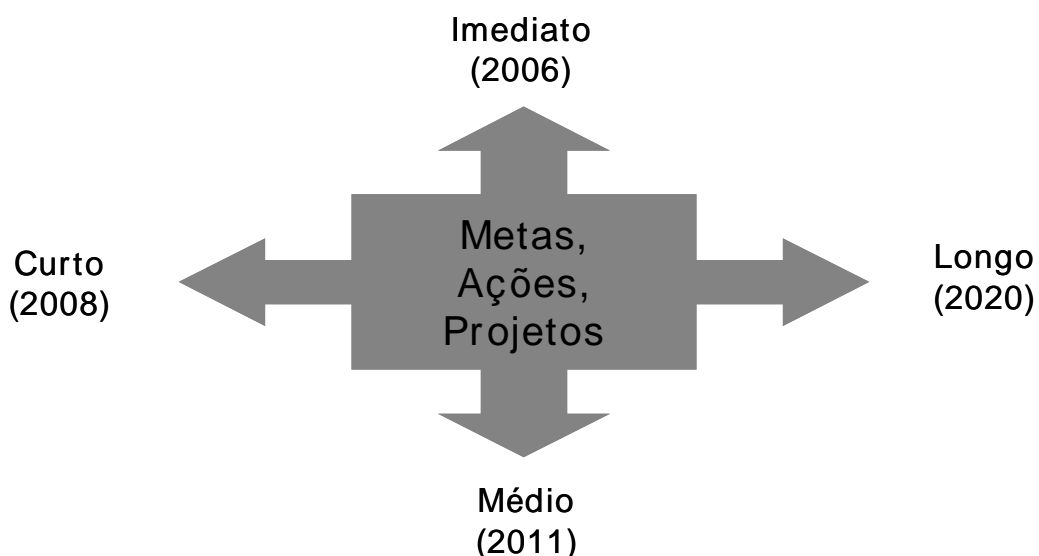 Imediato
(2006)
Metas,
Ações,
Projetos
Curto
(2008)
Longo
(2020)
Médio
(2011)